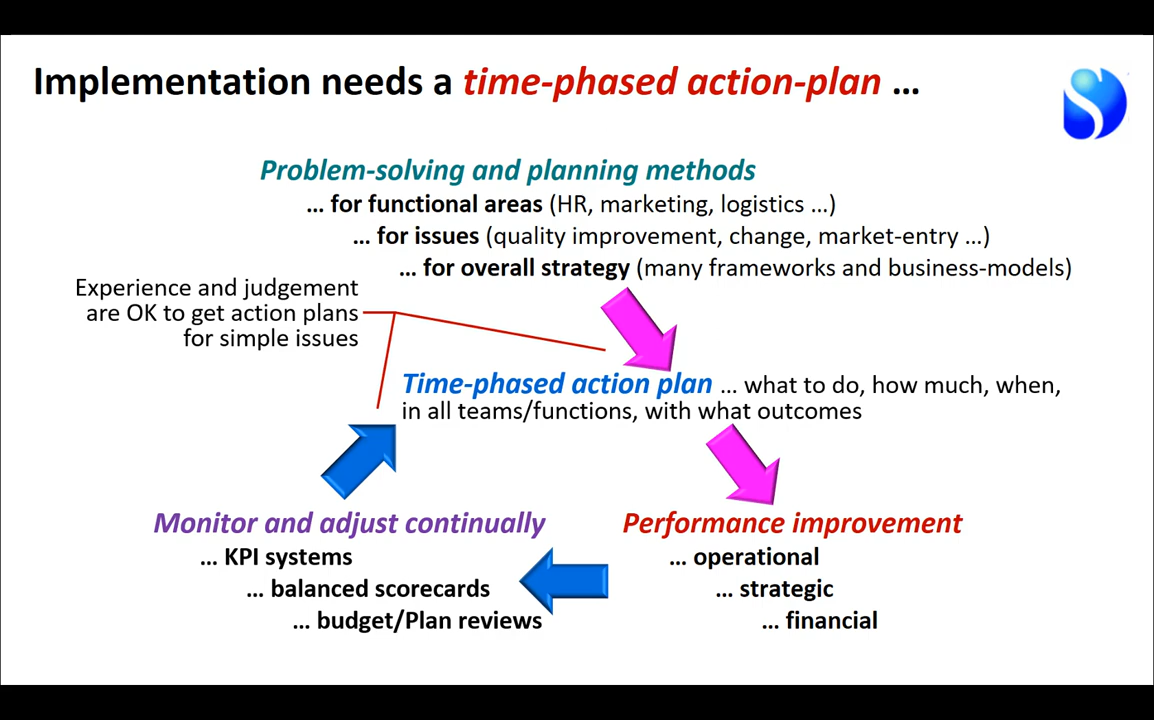 Implementation needs a time-phased action-plan ...
Problem-solving and planning methods
... for functional areas (HR, marketing, logistics ...)
... for issues (quality improvement, change, market-entry ...)
... for overall strategy (many frameworks and business-models)
Experience and judgement
are OK to get action plans
for simple issues
Time-phased action plan ... what to do, how much, when,
in all teams/functions, with what outcomes
Monitor and adjust continually
... KPI systems
... balanced scorecards
... budget/Plan reviews
Performance improvement
... operational
... strategic
... financial